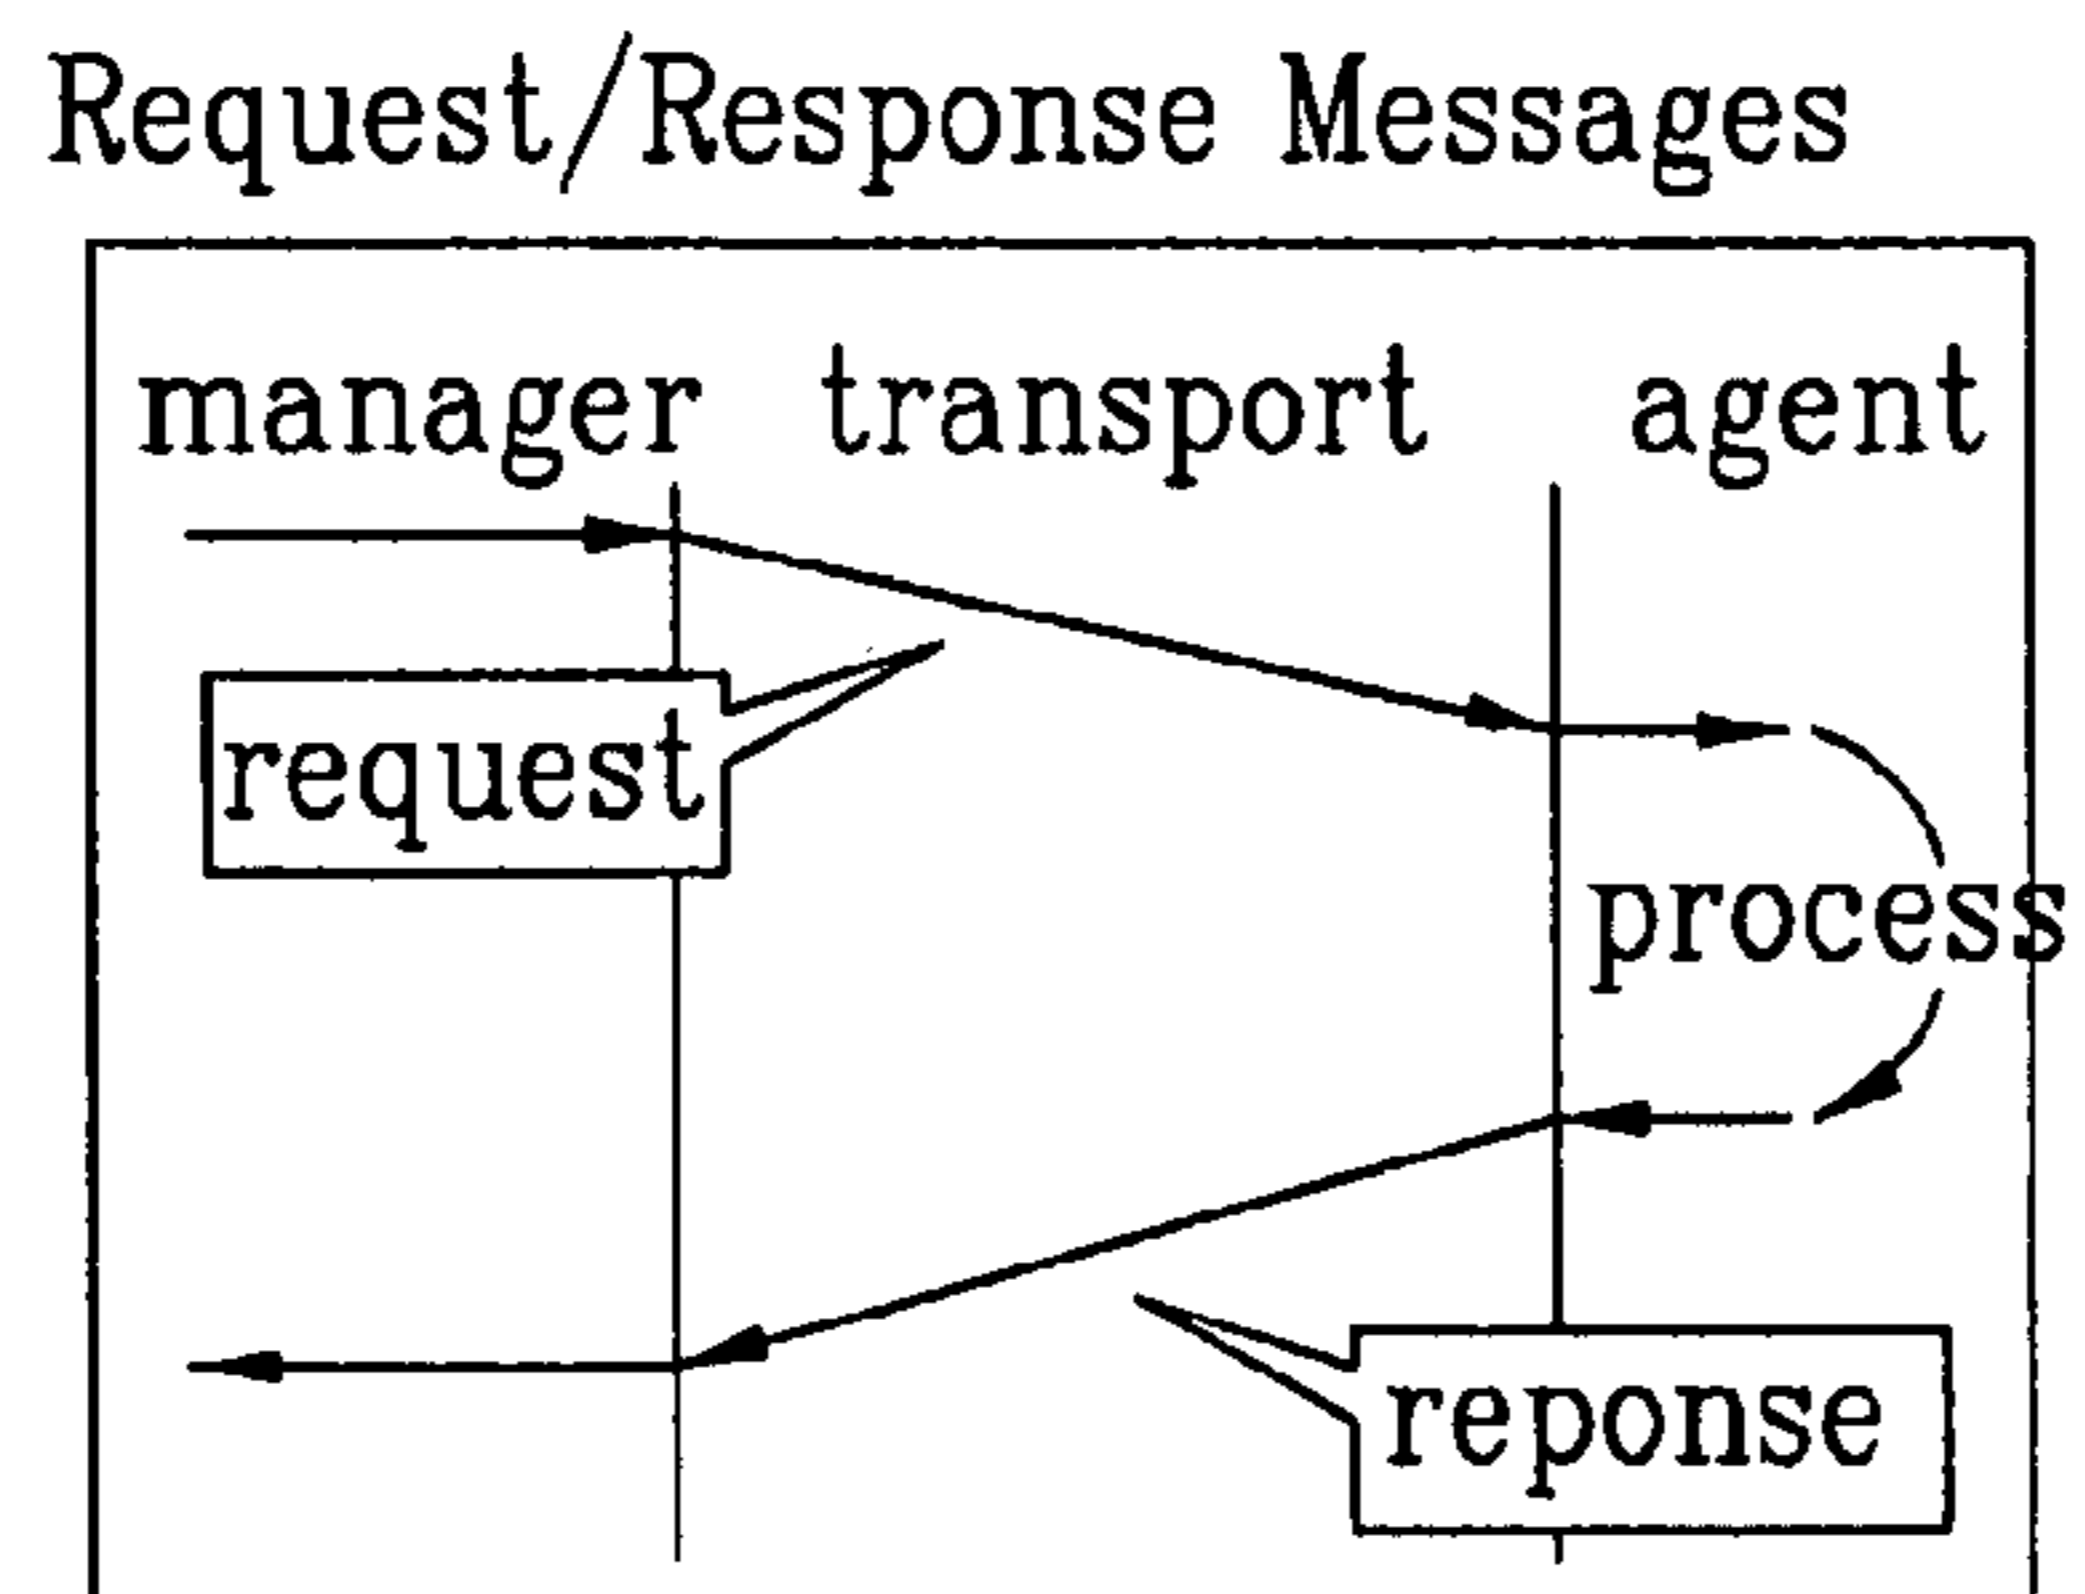 Request/Response Messages
manager transport agent
request
process
reponse